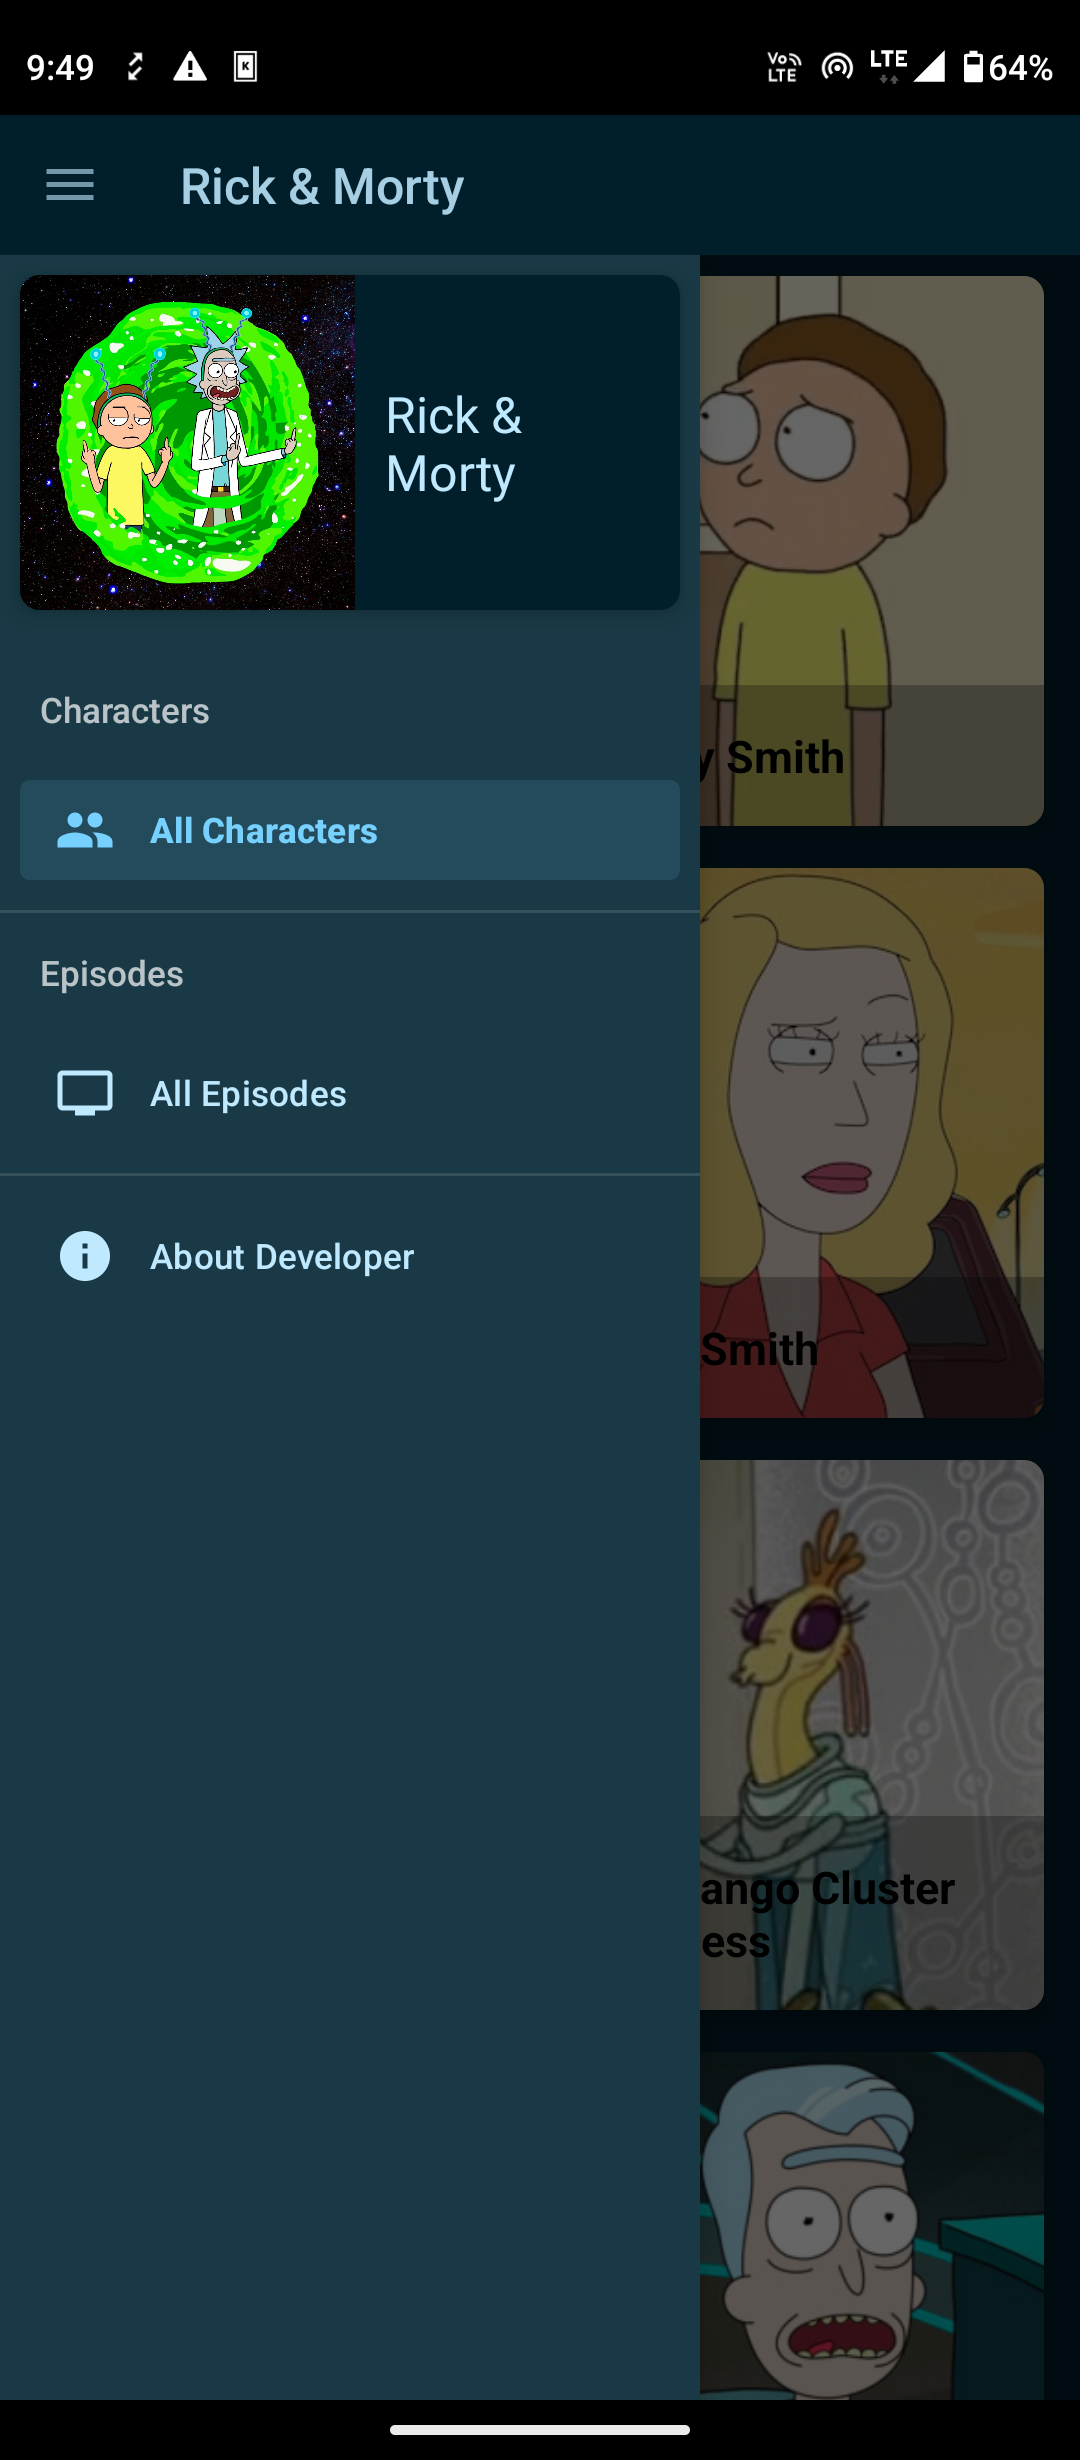 9:49
K
Vo LTE
LTE
64%
Rick & Morty
Rick &
Morty
y Smith
Characters
All Characters
Episodes
All Episodes
About Developer
Smith
ango Cluster
ess